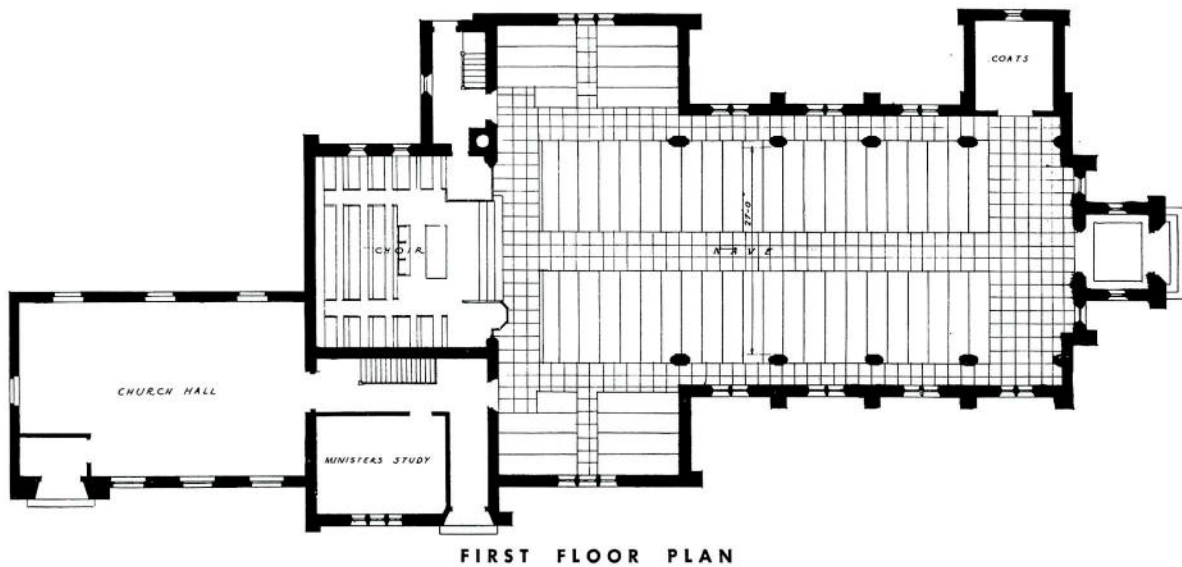 COATS
27'-0"
CHOIR
NAVE
CHURCH HALL
MINISTERS STUDY
FIRST FLOOR PLAN